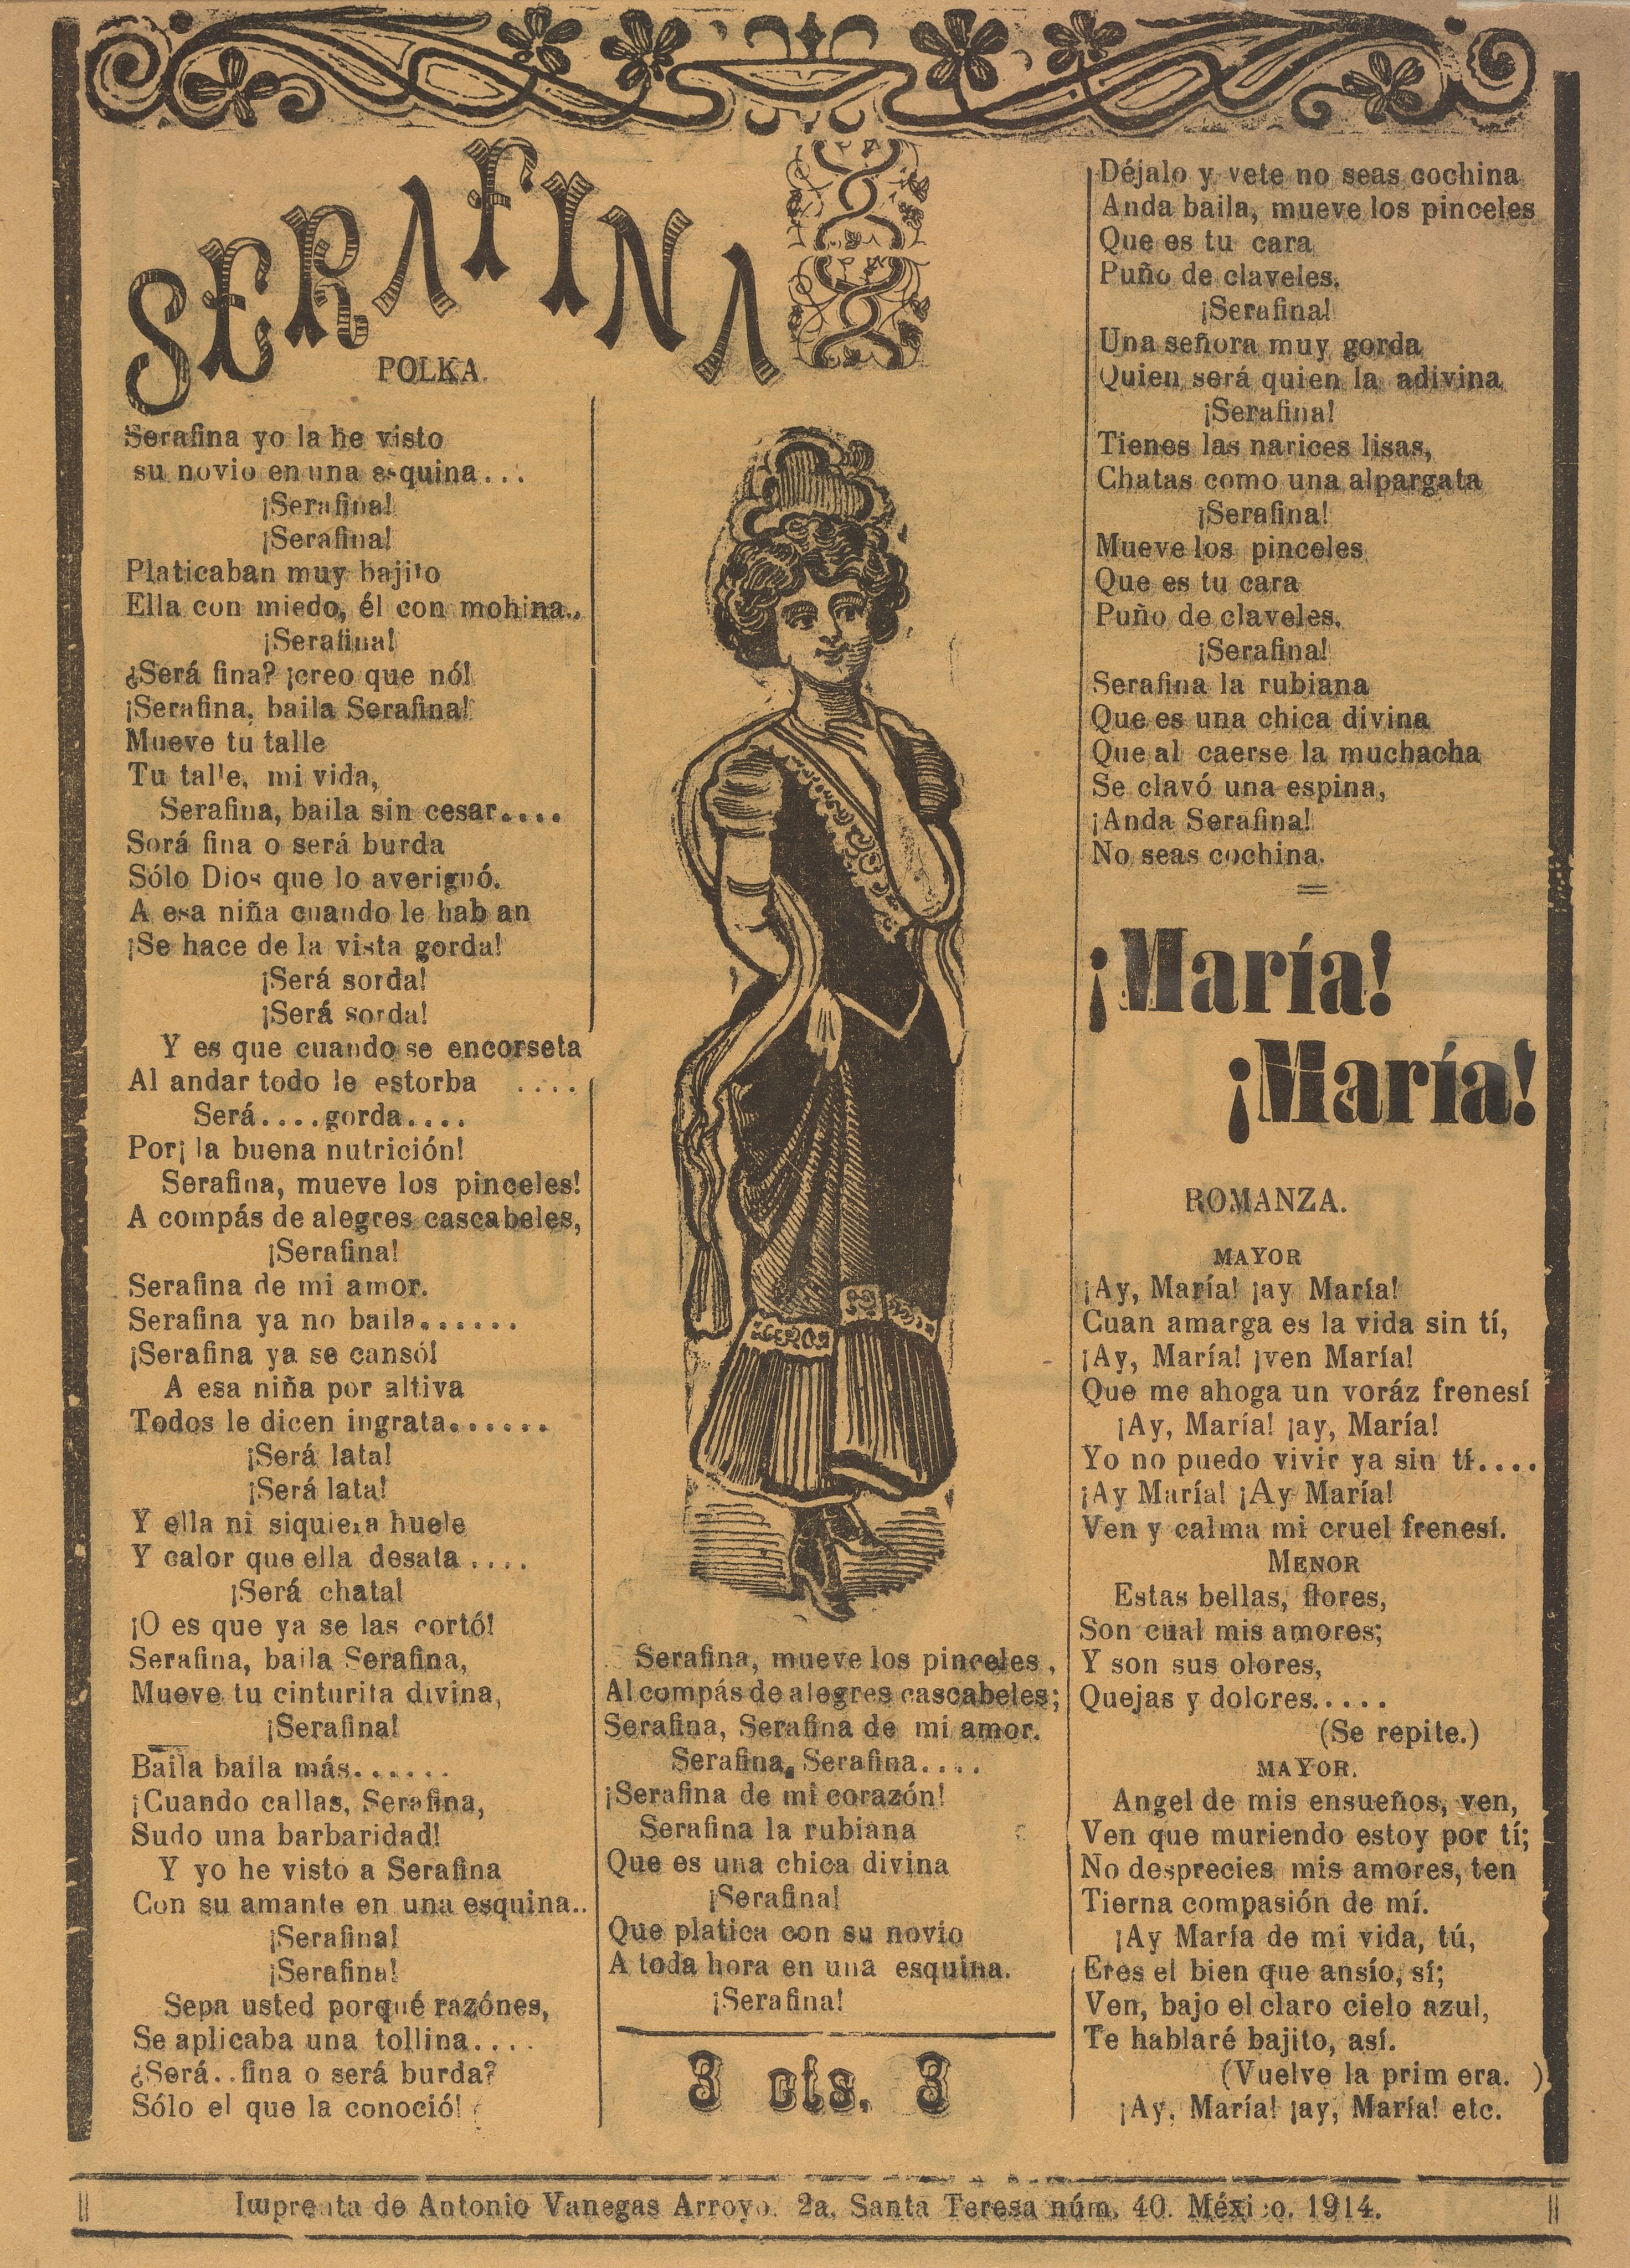 SERAFINA
POLKA.
Serafina yo la he visto
su novio en una esquina...
¡Serafina!
¡Serafina!
Platicaban muy bajito
Ella con miedo, él con mohina..
¡Serafina!
¿Será fina? ¡creo que nó!
¡Serafina, baila Serafina!
Mueve tu talle
Tu talle, mi vida,
Serafina, baila sin cesar....
Sorá fina o será burda
Sólo Dios que lo averiguó.
A esa niña cuando le hab an
¡Se hace de la vista gorda!
¡Será sorda!
¡Será sorda!
Y es que cuando se encorseta
Al andar todo le estorba ....
Será....gorda....
Por¡ la buena nutrición!
Serafina, mueve los pinceles!
A compás de alegres cascabeles,
¡Serafina!
Serafina de mi amor.
Serafina ya no baila......
¡Serafina ya se cansó!
A esa niña por altiva
Todos le dicen ingrata......
¡Será lata!
¡Será lata!
Y ella ni siquiera huele
Y calor que ella desata....
¡Será chata!
¡O es que ya se las cortó!
Serafina, baila Serafina,
Mueve tu cinturita divina,
¡Serafina!
Baila baila más......
¡Cuando callas, Serafina,
Sudo una barbaridad!
Y yo he visto a Serafina
Con su amante en una esquina..
¡Serafina!
¡Serafina!
Sepa usted porqué razónes,
Se aplicaba una tollina....
¿Será..fina o será burda?
Sólo el que la conoció!
Serafina, mueve los pinceles,
Al compás de alegres cascabeles;
Serafina, Serafina de mi amor.
Serafina, Serafina....
¡Serafina de mi corazón!
Serafina la rubiana
Que es una chica divina
¡Serafina!
Que platica con su novio
A toda hora en una esquina.
¡Serafina!
3 cts. 3
Déjalo y vete no seas cochina
Anda baila, mueve los pinceles
Que es tu cara
Puño de claveles.
¡Serafina!
Una señora muy gorda
Quien será quien la adivina
¡Serafina!
Tienes las narices lisas,
Chatas como una alpargata
¡Serafina!
Mueve los pinceles
Que es tu cara
Puño de claveles.
¡Serafina!
Serafina la rubiana
Que es una chica divina
Que al caerse la muchacha
Se clavó una espina,
¡Anda Serafina!
No seas cochina.
¡María!
¡María!
ROMANZA.
MAYOR
¡Ay, María! ¡ay María!
Cuan amarga es la vida sin tí,
¡Ay, María! ¡ven María!
Que me ahoga un voráz frenesí
¡Ay, María! ¡ay, María!
Yo no puedo vivir ya sin tí....
¡Ay María! ¡Ay María!
Ven y calma mi cruel frenesí.
MENOR
Estas bellas, flores,
Son cual mis amores;
Y son sus olores,
Quejas y dolores.....
(Se repite.)
MAYOR.
Angel de mis ensueños, ven,
Ven que muriendo estoy por tí;
No desprecies mis amores, ten
Tierna compasión de mí.
¡Ay María de mi vida, tú,
Eres el bien que ansío, sí;
Ven, bajo el claro cielo azul,
Te hablaré bajito, así.
(Vuelve la prim era. )
¡Ay, María! ¡ay, María! etc.
Imprenta de Antonio Vanegas Arroyo. 2a. Santa Teresa núm. 40. México. 1914.